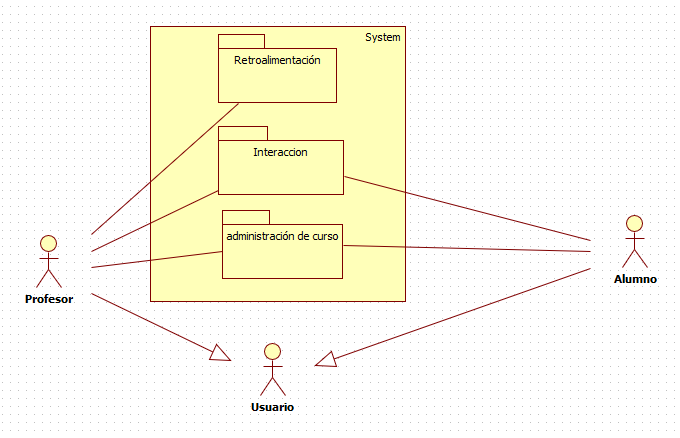 System
Retroalimentación
Interaccion
administración de curso
Profesor
Alumno
Usuario